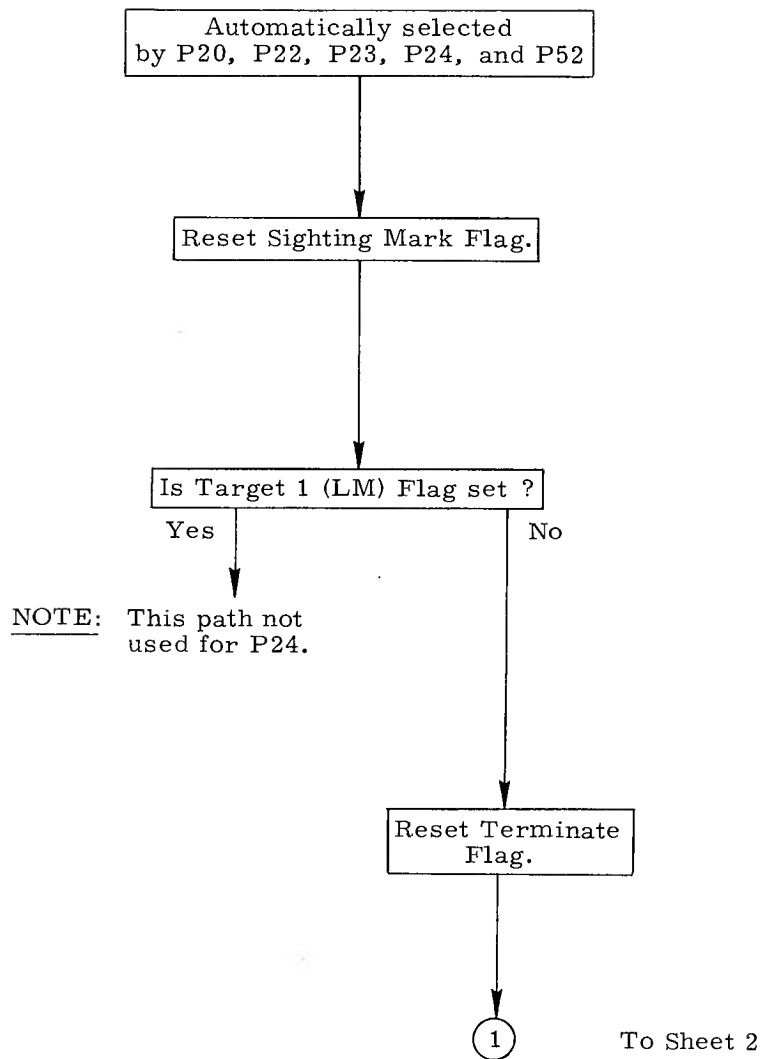 Automatically selected
by P20, P22, P23, P24, and P52
Reset Sighting Mark Flag.
Is Target 1 (LM) Flag set ?
Yes
No
NOTE: This path not
used for P24.
Reset Terminate
Flag.
1
To Sheet 2